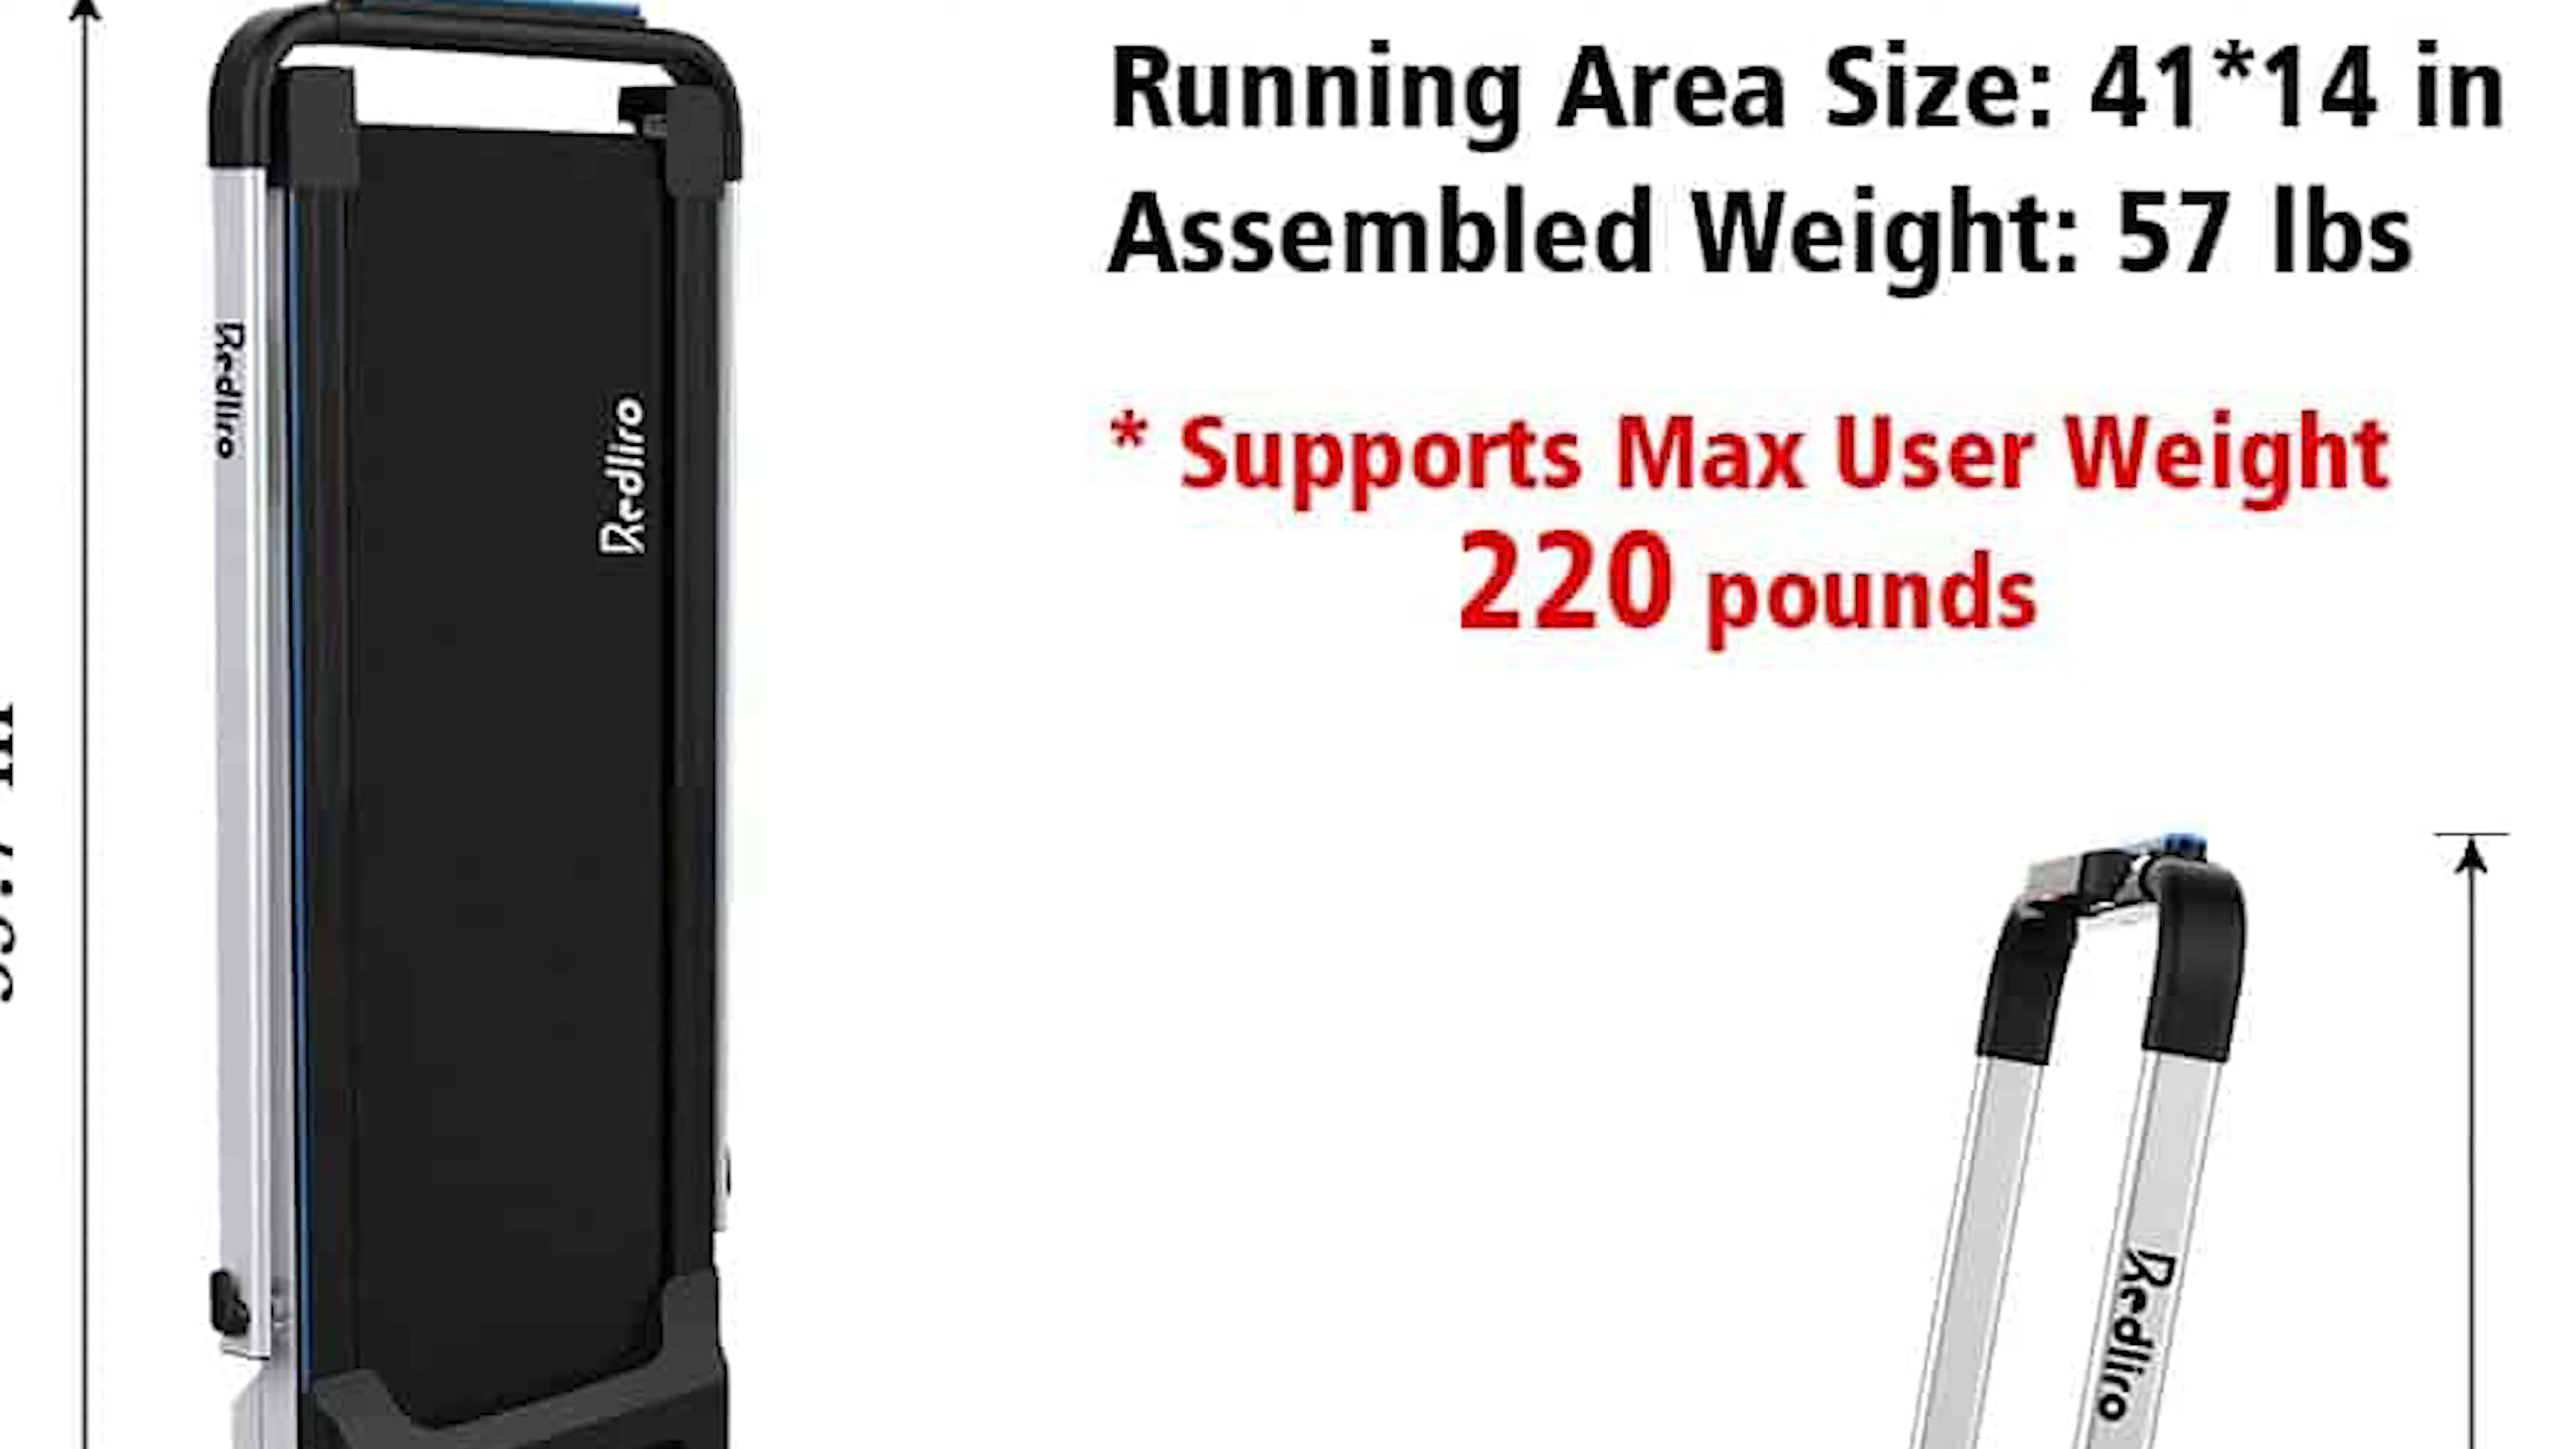 Running Area Size: 41*14 in
Assembled Weight: 57 lbs
* Supports Max User Weight
220 pounds
Redliro
Redliro
Redliro